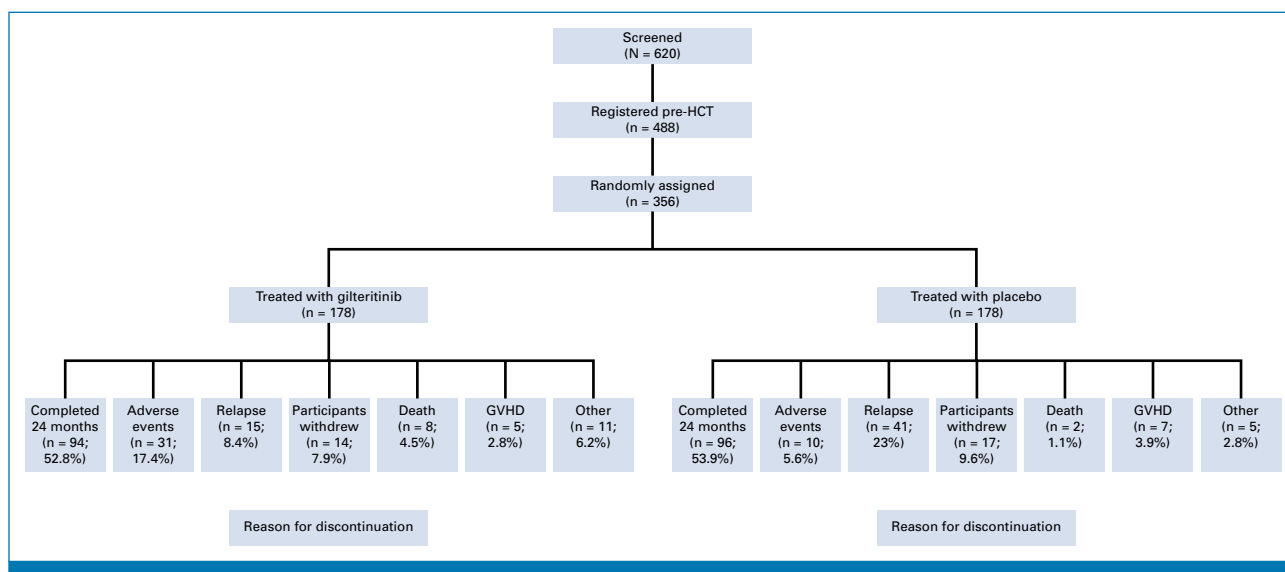 Screened
(N = 620)
Registered pre-HCT
(n = 488)
Randomly assigned
(n = 356)
Treated with gilteritinib
(n = 178)
Treated with placebo
(n = 178)
Completed
24 months
(n = 94;
52.8%)
Adverse
events
(n = 31;
17.4%)
Relapse
(n = 15;
8.4%)
Participants
withdrew
(n = 14;
7.9%)
Death
(n = 8;
4.5%)
GVHD
(n = 5;
2.8%)
Other
(n = 11;
6.2%)
Completed
24 months
(n = 96;
53.9%)
Adverse
events
(n = 10;
5.6%)
Relapse
(n = 41;
23%)
Participants
withdrew
(n = 17;
9.6%)
Death
(n = 2;
1.1%)
GVHD
(n = 7;
3.9%)
Other
(n = 5;
2.8%)
Reason for discontinuation
Reason for discontinuation